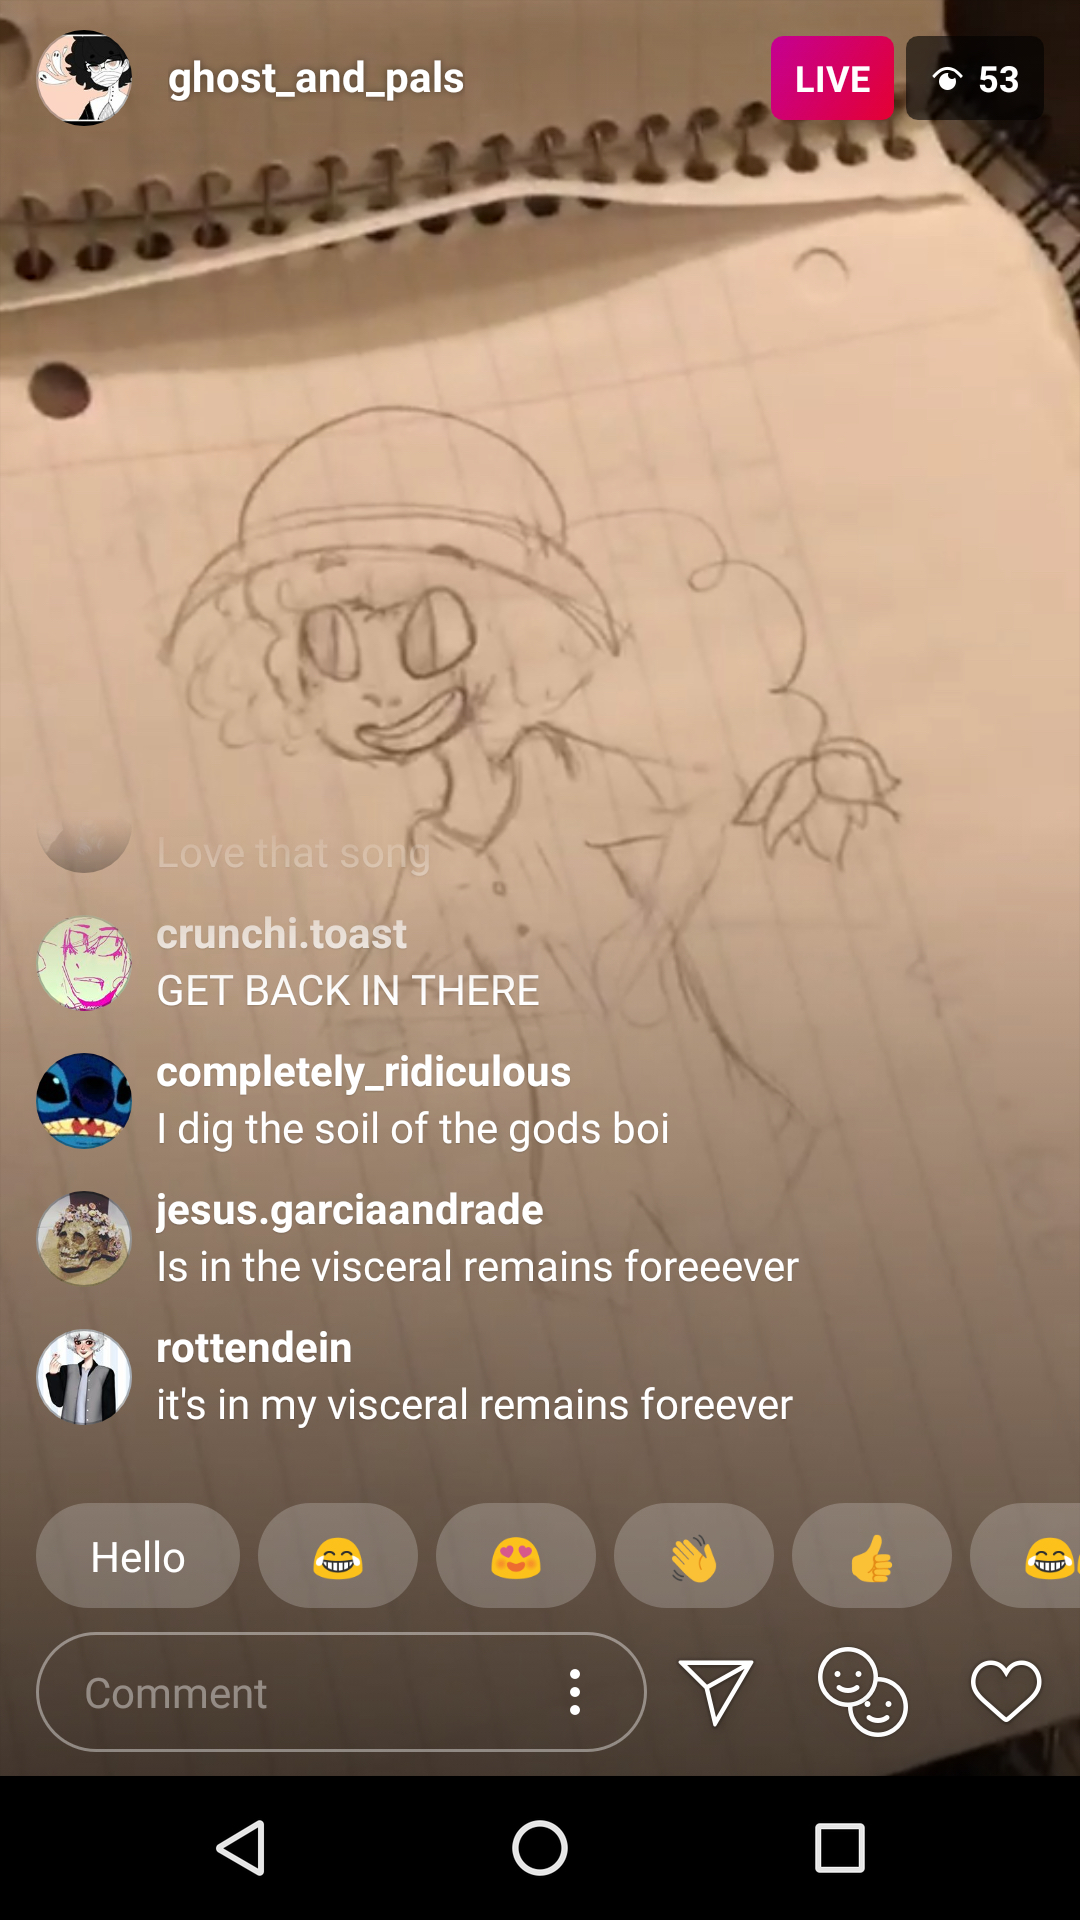 ghost_and_pals
LIVE
53
Love that song
crunchi.toast
GET BACK IN THERE
completely_ridiculous
I dig the soil of the gods boi
jesus.garciaandrade
Is in the visceral remains foreeever
rottendein
it's in my visceral remains foreever
Hello
Comment